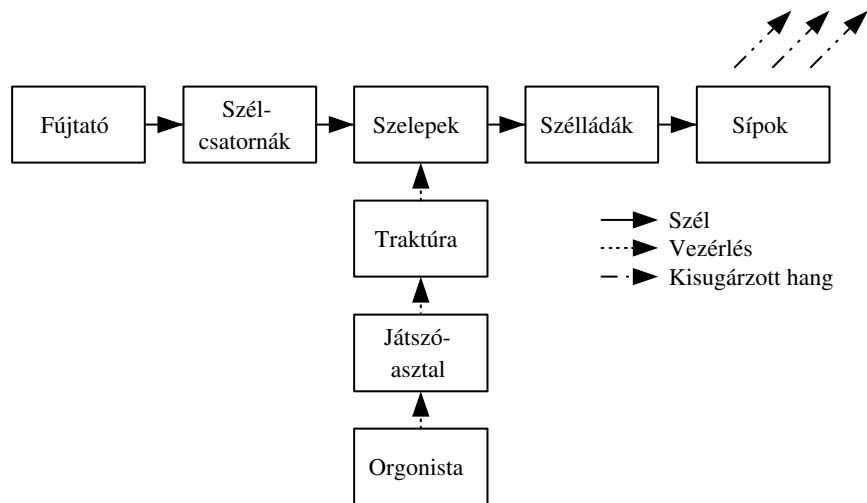 Fújtató
Szél-
csatornák
Szelepek
Szélládák
Sípok
Traktúra
Szél
Vezérlés
Kisugárzott hang
Játszó-
asztal
Orgonista